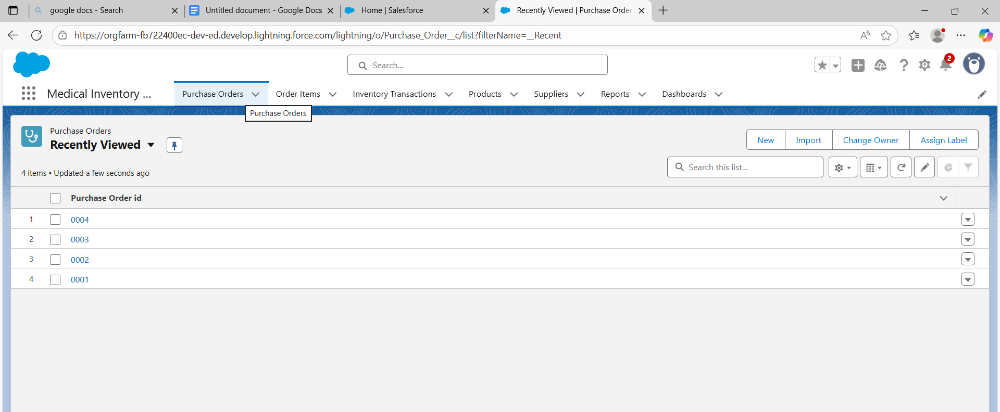 google docs - Search
Untitled document - Google Docs
Home | Salesforce
Recently Viewed | Purchase Order
https://orgfarm-fb722400ec-dev-ed.develop.lightning.force.com/lightning/o/Purchase_Order__c/list?filterName=__Recent
Search...
2
Medical Inventory ...
Purchase Orders
Order Items
Inventory Transactions
Products
Suppliers
Reports
Dashboards
Purchase Orders
Purchase Orders
Recently Viewed
New
Import
Change Owner
Assign Label
4 items • Updated a few seconds ago
Search this list...
Purchase Order id
1 0004
2 0003
3 0002
4 0001